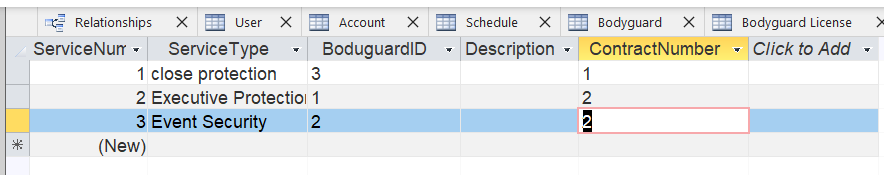 Relationships User Account Schedule Bodyguard Bodyguard License
ServiceNum ServiceType BoduguardID Description ContractNumber Click to Add
1 close protection 3 1
2 Executive Protection 1 2
3 Event Security 2 2
(New)